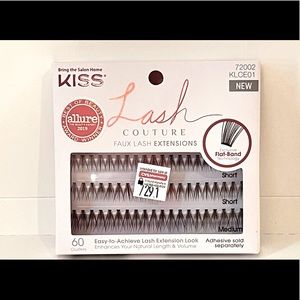 Bring the Salon Home
KISS
72002
KLCE01
NEW
BEST OF BEAUTY
allure
AWARD WINNER
2019
Lash
COUTURE
FAUX LASH EXTENSIONS
Flat-Band
Short
Short
Medium
60
Clusters
Easy-to-Achieve Lash Extension Look
Enhances Your Natural Length & Volume
Adhesive sold
separately